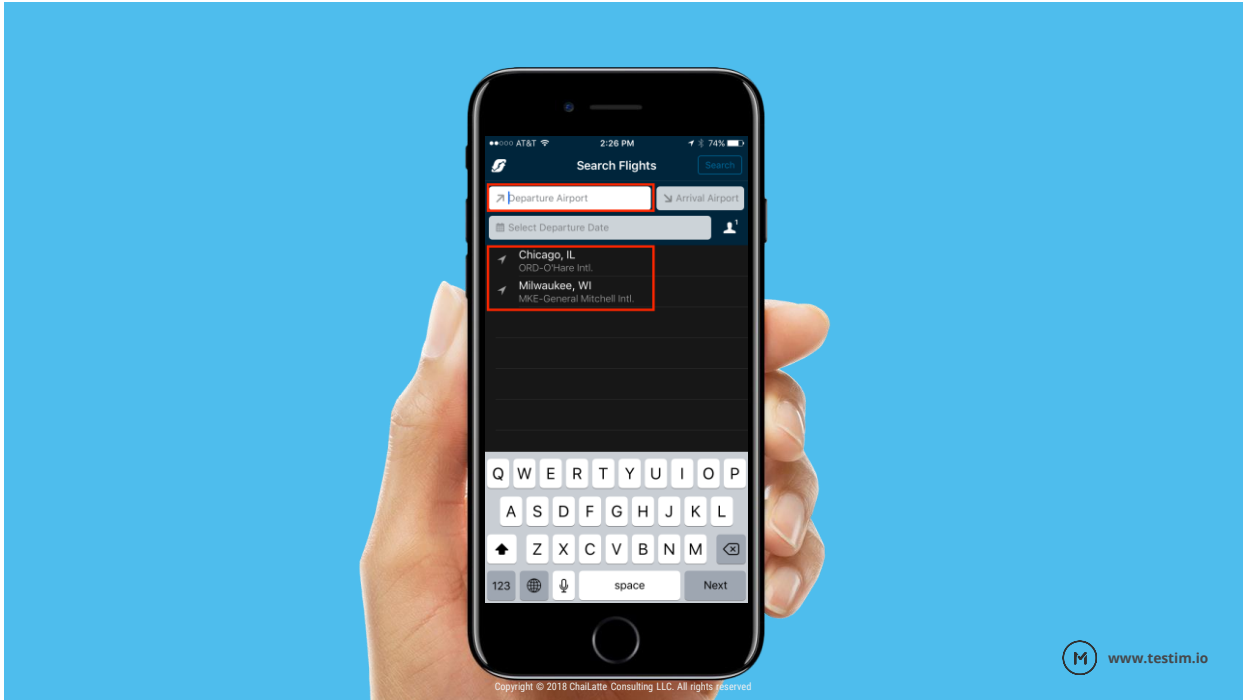 AT&T 2:26 PM 74%
Search Flights Search
Departure Airport Arrival Airport
Select Departure Date 1
Chicago, IL
ORD-O'Hare Intl.
Milwaukee, WI
MKE-General Mitchell Intl.
Q W E R T Y U I O P
A S D F G H J K L
Z X C V B N M
123 space Next
M www.testim.io
Copyright © 2018 ChaiLatte Consulting LLC. All rights reserved